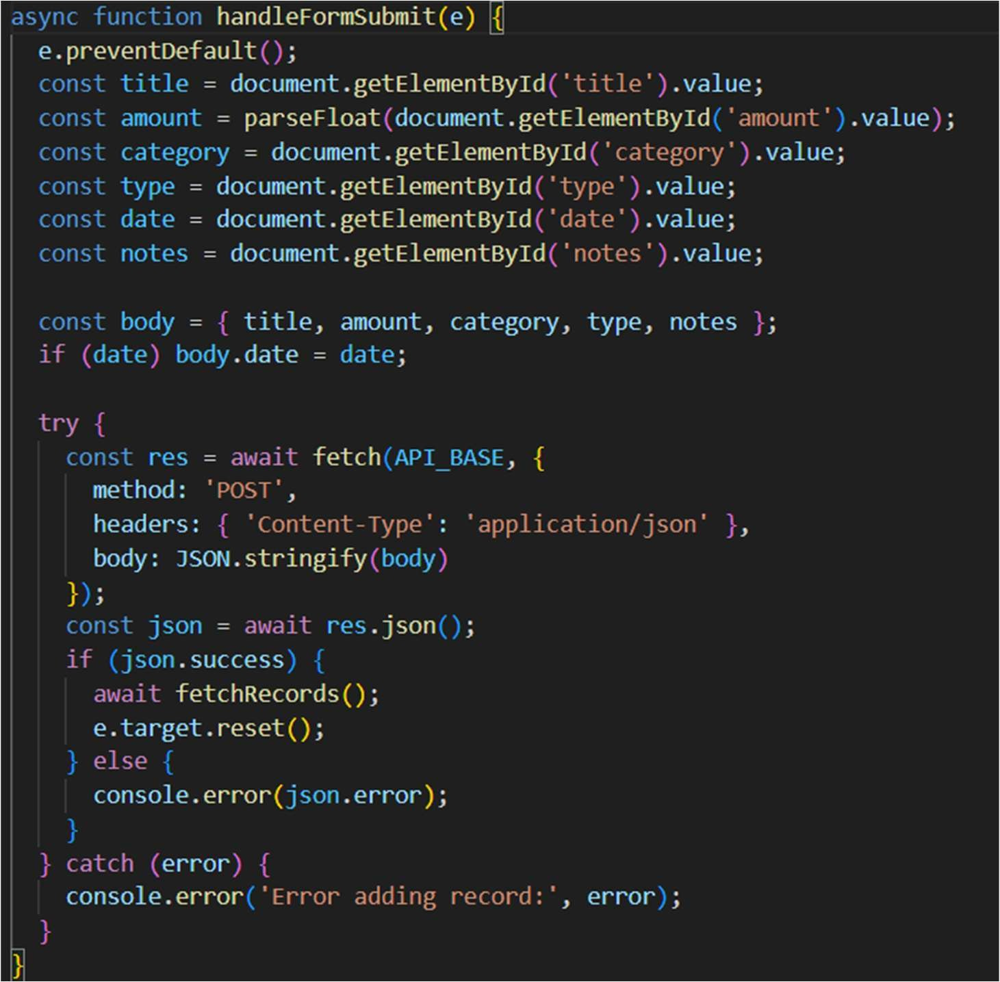 async function handleFormSubmit(e) {
  e.preventDefault();
  const title = document.getElementById('title').value;
  const amount = parseFloat(document.getElementById('amount').value);
  const category = document.getElementById('category').value;
  const type = document.getElementById('type').value;
  const date = document.getElementById('date').value;
  const notes = document.getElementById('notes').value;

  const body = { title, amount, category, type, notes };
  if (date) body.date = date;

  try {
    const res = await fetch(API_BASE, {
      method: 'POST',
      headers: { 'Content-Type': 'application/json' },
      body: JSON.stringify(body)
    });
    const json = await res.json();
    if (json.success) {
      await fetchRecords();
      e.target.reset();
    } else {
      console.error(json.error);
    }
  } catch (error) {
    console.error('Error adding record:', error);
  }
}